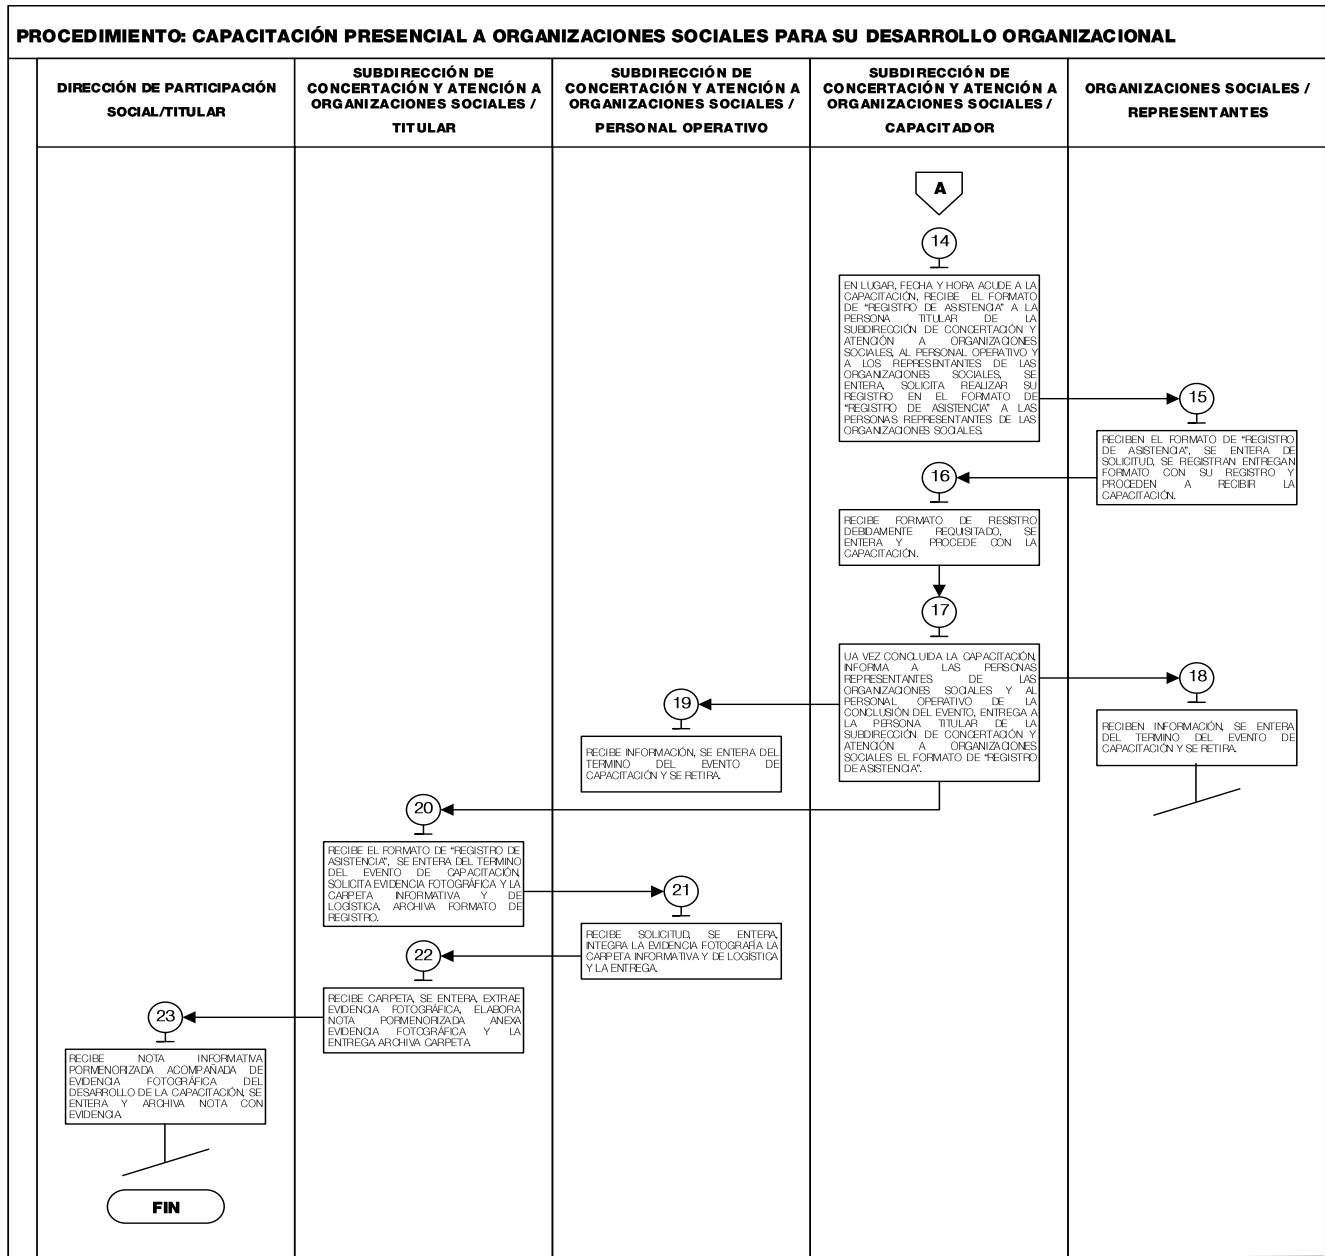 PROCEDIMIENTO: CAPACITACIÓN PRESENCIAL A ORGANIZACIONES SOCIALES PARA SU DESARROLLO ORGANIZACIONAL
DIRECCIÓN DE PARTICIPACIÓN
SOCIAL/TITULAR
SUBDIRECCIÓN DE
CONCERTACIÓN Y ATENCIÓN A
ORGANIZACIONES SOCIALES /
TITULAR
SUBDIRECCIÓN DE
CONCERTACIÓN Y ATENCIÓN A
ORGANIZACIONES SOCIALES /
PERSONAL OPERATIVO
SUBDIRECCIÓN DE
CONCERTACIÓN Y ATENCIÓN A
ORGANIZACIONES SOCIALES /
CAPACITADOR
ORGANIZACIONES SOCIALES /
REPRESENTANTES
A
14
EN LUGAR, FECHA Y HORA ACUDE A LA
CAPACITACIÓN, RECIBE EL FORMATO
DE "REGISTRO DE ASISTENCIA" A LA
PERSONA TITULAR DE LA
SUBDIRECCIÓN DE CONCERTACIÓN Y
ATENCIÓN A ORGANIZACIONES
SOCIALES, AL PERSONAL OPERATIVO Y
A LOS REPRESENTANTES DE LAS
ORGANIZACIONES SOCIALES, SE
ENTERA, SOLICITA REALIZAR SU
REGISTRO EN EL FORMATO DE
"REGISTRO DE ASISTENCIA" A LAS
PERSONAS REPRESENTANTES DE LAS
ORGANIZACIONES SOCIALES.
15
RECIBEN EL FORMATO DE "REGISTRO
DE ASISTENCIA", SE ENTERA DE
SOLICITUD, SE REGISTRAN ENTREGAN
FORMATO CON SU REGISTRO Y
PROCEDEN A RECIBIR LA
CAPACITACIÓN.
16
RECIBE FORMATO DE RESISTRO
DEBIDAMENTE REQUISITADO, SE
ENTERA Y PROCEDE CON LA
CAPACITACIÓN.
17
UA VEZ CONCLUIDA LA CAPACITACIÓN,
INFORMA A LAS PERSONAS
REPRESENTANTES DE LAS
ORGANIZACIONES SOCIALES Y AL
PERSONAL OPERATIVO DE LA
CONCLUSIÓN DEL EVENTO, ENTREGA A
LA PERSONA TITULAR DE LA
SUBDIRECCIÓN DE CONCERTACIÓN Y
ATENCIÓN A ORGANIZACIONES
SOCIALES EL FORMATO DE "REGISTRO
DE ASISTENCIA".
18
RECIBEN INFORMACIÓN, SE ENTERA
DEL TERMINO DEL EVENTO DE
CAPACITACIÓN Y SE RETIRA.
19
RECIBE INFORMACIÓN, SE ENTERA DEL
TERMINO DEL EVENTO DE
CAPACITACIÓN Y SE RETIRA.
20
RECIBE EL FORMATO DE "REGISTRO DE
ASISTENCIA", SE ENTERA DEL TERMINO
DEL EVENTO DE CAPACITACIÓN,
SOLICITA EVIDENCIA FOTOGRÁFICA Y LA
CARPETA INFORMATIVA Y DE
LOGÍSTICA. ARCHIVA FORMATO DE
REGISTRO.
21
RECIBE SOLICITUD, SE ENTERA,
INTEGRA LA EVIDENCIA FOTOGRAFÍA LA
CARPETA INFORMATIVA Y DE LOGÍSTICA
Y LA ENTREGA.
22
RECIBE CARPETA, SE ENTERA, EXTRAE
EVIDENCIA FOTOGRÁFICA, ELABORA
NOTA PORMENORIZADA ANEXA
EVIDENCIA FOTOGRÁFICA Y LA
ENTREGA ARCHIVA CARPETA.
23
RECIBE NOTA INFORMATIVA
PORMENORIZADA ACOMPAÑADA DE
EVIDENCIA FOTOGRÁFICA DEL
DESARROLLO DE LA CAPACITACIÓN, SE
ENTERA Y ARCHIVA NOTA CON
EVIDENCIA.
FIN